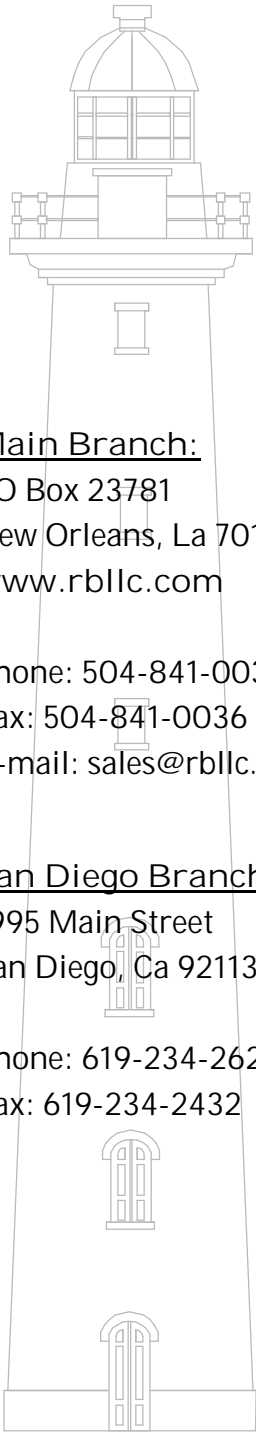 ain Branch:
O Box 23781
ew Orleans, La 701
ww.rbllc.com
hone: 504-841-003
ax: 504-841-0036
-mail: sales@rbllc.
an Diego Branch
995 Main Street
an Diego, Ca 92113
hone: 619-234-262
ax: 619-234-2432